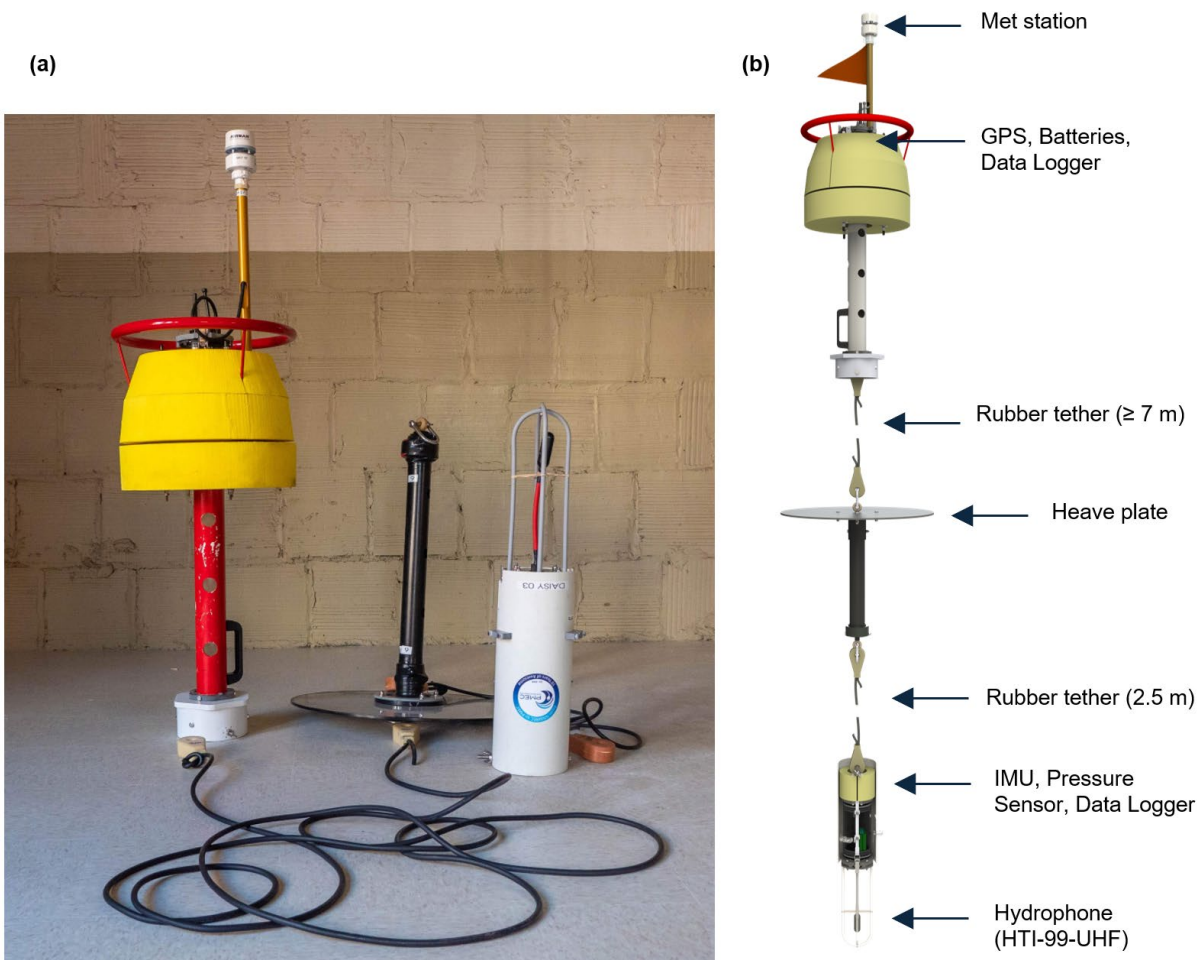 (a)
(b)
Met station
GPS, Batteries,
Data Logger
Rubber tether (≥ 7 m)
Heave plate
Rubber tether (2.5 m)
IMU, Pressure
Sensor, Data Logger
Hydrophone
(HTI-99-UHF)
DAISY 03
PMEC